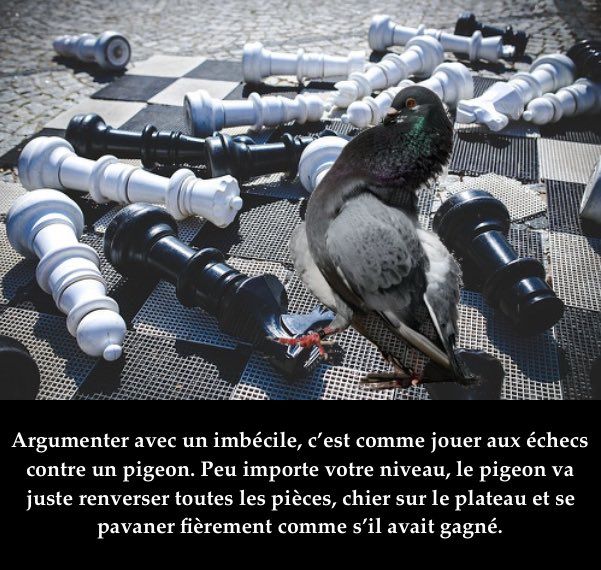 Argumenter avec un imbécile, c’est comme jouer aux échecs
contre un pigeon. Peu importe votre niveau, le pigeon va
juste renverser toutes les pièces, chier sur le plateau et se
pavaner fièrement comme s’il avait gagné.